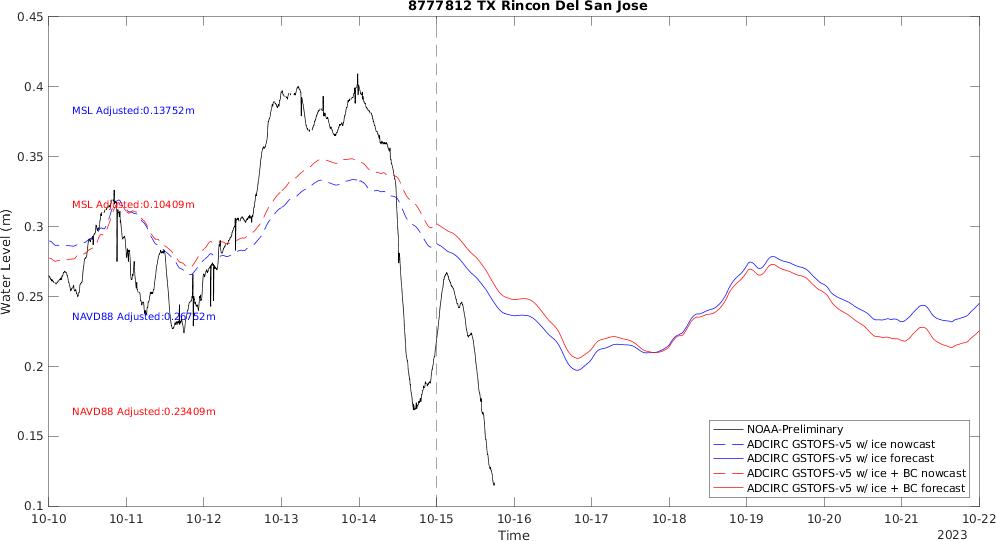 8777812 TX Rincon Del San Jose
Water Level (m)
0.45
0.4
0.35
0.3
0.25
0.2
0.15
0.1
MSL Adjusted:0.13752m
MSL Adjusted:0.10409m
NAVD88 Adjusted:0.26752m
NAVD88 Adjusted:0.23409m
NOAA-Preliminary
ADCIRC GSTOFS-v5 w/ ice nowcast
ADCIRC GSTOFS-v5 w/ ice forecast
ADCIRC GSTOFS-v5 w/ ice + BC nowcast
ADCIRC GSTOFS-v5 w/ ice + BC forecast
10-10 10-11 10-12 10-13 10-14 10-15 10-16 10-17 10-18 10-19 10-20 10-21 10-22
Time
2023